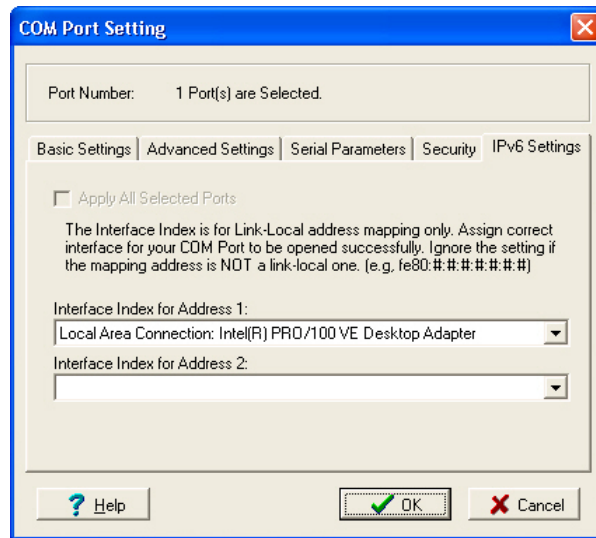 COM Port Setting
Port Number: 1 Port(s) are Selected.
Basic Settings Advanced Settings Serial Parameters Security IPv6 Settings
Apply All Selected Ports
The Interface Index is for Link-Local address mapping only. Assign correct
interface for your COM Port to be opened successfully. Ignore the setting if
the mapping address is NOT a link-local one. (e.g, fe80:#:#:#:#:#:#:#)
Interface Index for Address 1:
Local Area Connection: Intel(R) PRO/100 VE Desktop Adapter
Interface Index for Address 2:
? Help OK Cancel